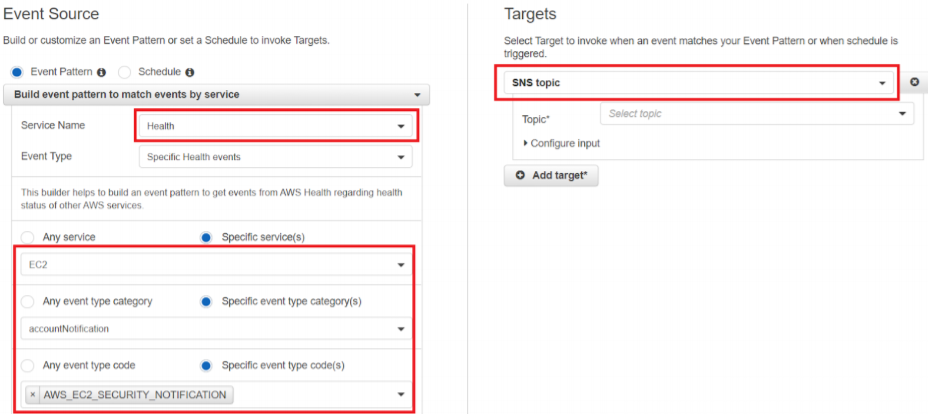 Event Source
Build or customize an Event Pattern or set a Schedule to invoke Targets.
Event Pattern
Schedule
Build event pattern to match events by service
Service Name
Health
Event Type
Specific Health events
This builder helps to build an event pattern to get events from AWS Health regarding health
status of other AWS services.
Any service
Specific service(s)
EC2
Any event type category
Specific event type category(s)
accountNotification
Any event type code
Specific event type code(s)
× AWS_EC2_SECURITY_NOTIFICATION
Targets
Select Target to invoke when an event matches your Event Pattern or when schedule is
triggered.
SNS topic
Topic*
Select topic
Configure input
Add target*